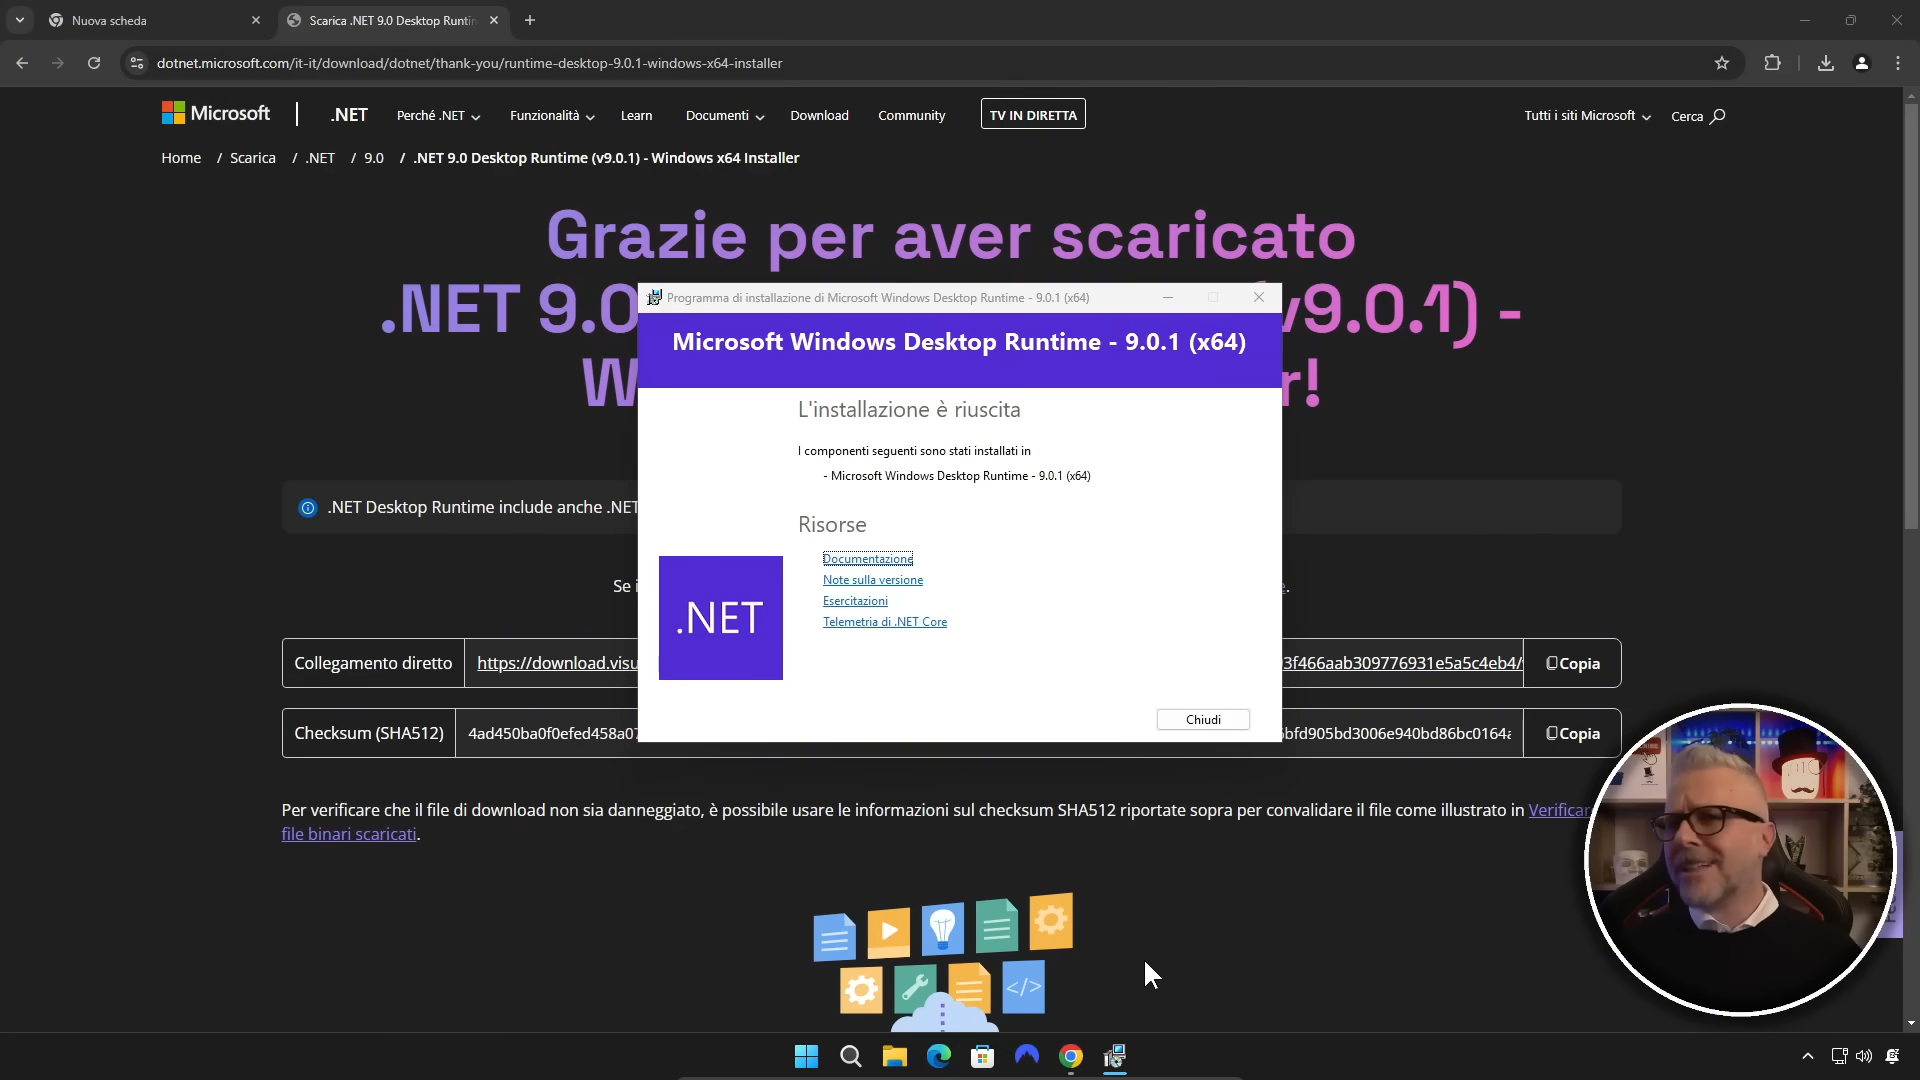 Nuova scheda
Scarica .NET 9.0 Desktop Runtin
dotnet.microsoft.com/it-it/download/dotnet/thank-you/runtime-desktop-9.0.1-windows-x64-installer
Microsoft
.NET
Perché .NET
Funzionalità
Learn
Documenti
Download
Community
TV IN DIRETTA
Tutti i siti Microsoft
Cerca
Home / Scarica / .NET / 9.0 / .NET 9.0 Desktop Runtime (v9.0.1) - Windows x64 Installer
Grazie per aver scaricato
.NET 9.0
v9.0.1) -
W
r!
Programma di installazione di Microsoft Windows Desktop Runtime - 9.0.1 (x64)
Microsoft Windows Desktop Runtime - 9.0.1 (x64)
L'installazione è riuscita
I componenti seguenti sono stati installati in
- Microsoft Windows Desktop Runtime - 9.0.1 (x64)
Risorse
Documentazione
Note sulla versione
Esercitazioni
Telemetria di .NET Core
.NET
Chiudi
.NET Desktop Runtime include anche .NET
Se i
Collegamento diretto
https://download.visu
3f466aab309776931e5a5c4eb4/
Copia
Checksum (SHA512)
4ad450ba0f0efed458a07
bfd905bd3006e940bd86bc0164
Copia
Per verificare che il file di download non sia danneggiato, è possibile usare le informazioni sul checksum SHA512 riportate sopra per convalidare il file come illustrato in Verificar
file binari scaricati.